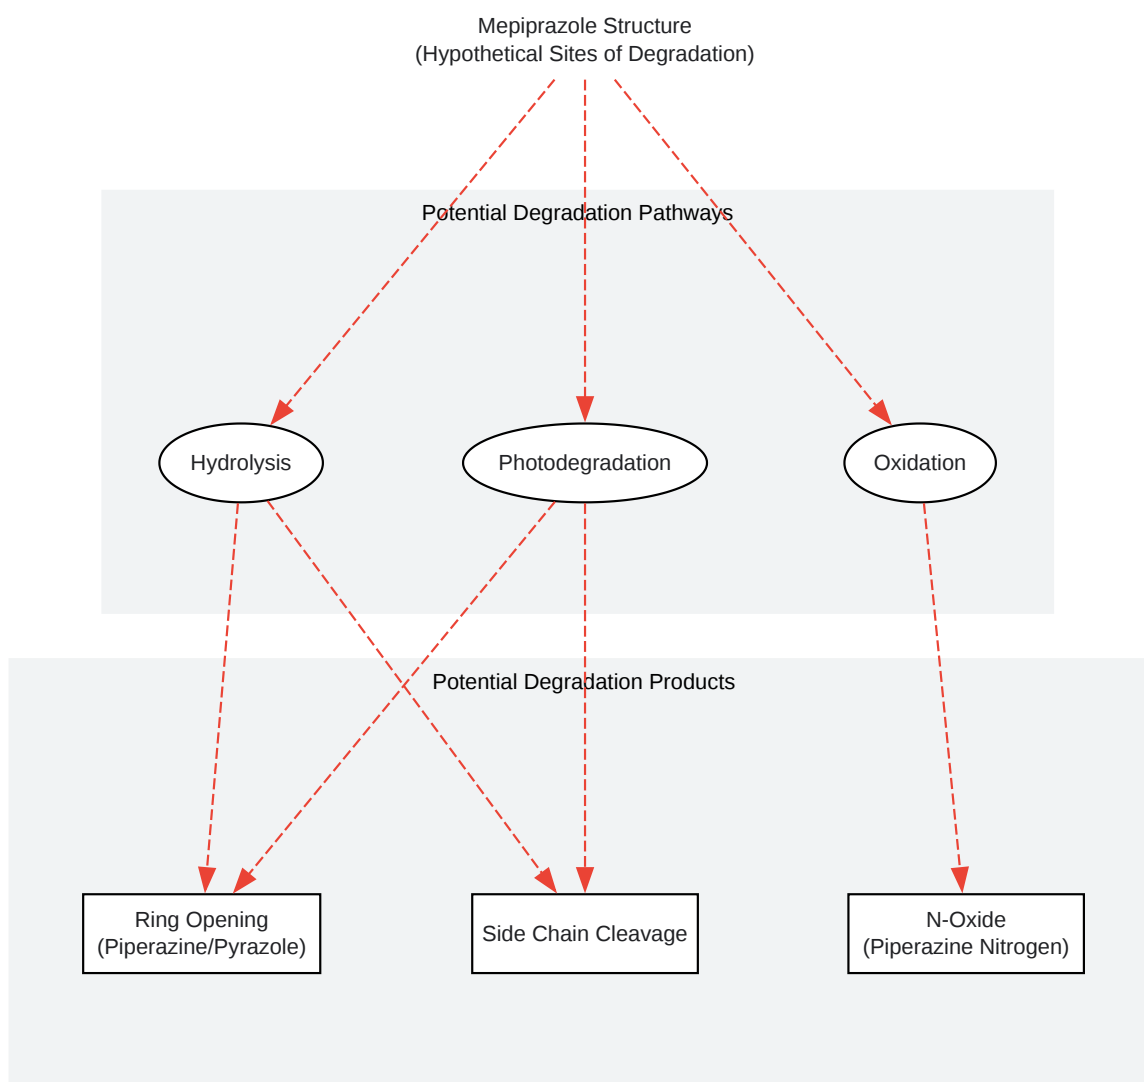 Mepiprazole Structure
(Hypothetical Sites of Degradation)
Potential Degradation Pathways
Hydrolysis
Photodegradation
Oxidation
Potential Degradation Products
Ring Opening
(Piperazine/Pyrazole)
Side Chain Cleavage
N-Oxide
(Piperazine Nitrogen)